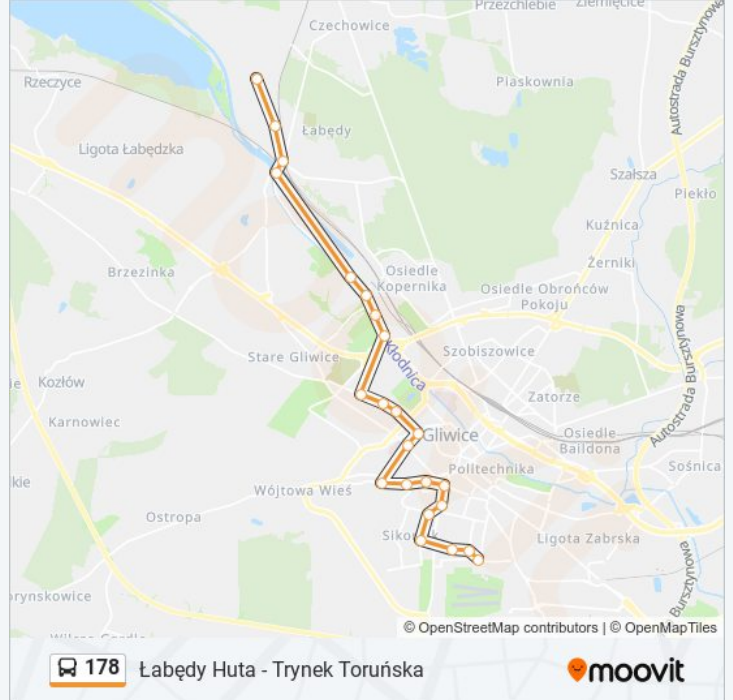 Przezchlebie
Ziemięcice
Czechowice
Rzeczyce
Płaskownia
Autostrada Bursztynowa
Łabędy
Ligota Łabędzka
Szałsza
Piekło
Kuźnica
Żerniki
Brzezinka
Osiedle
Kopernika
Osiedle Obrońców
Pokoju
Stare Gliwice
Kłodnica
Szobiszowice
Kozłów
Zatorze
Autostrada Bursztynowa
Karnowiec
Gliwice
Osiedle
Baildona
Politechnika
Sośnica
kie
Wójtowa Wieś
Ostropa
Ligota Zabrska
Bursztynowa
© OpenStreetMap contributors | © OpenMapTiles
178 Łabędy Huta - Trynek Toruńska
moovit